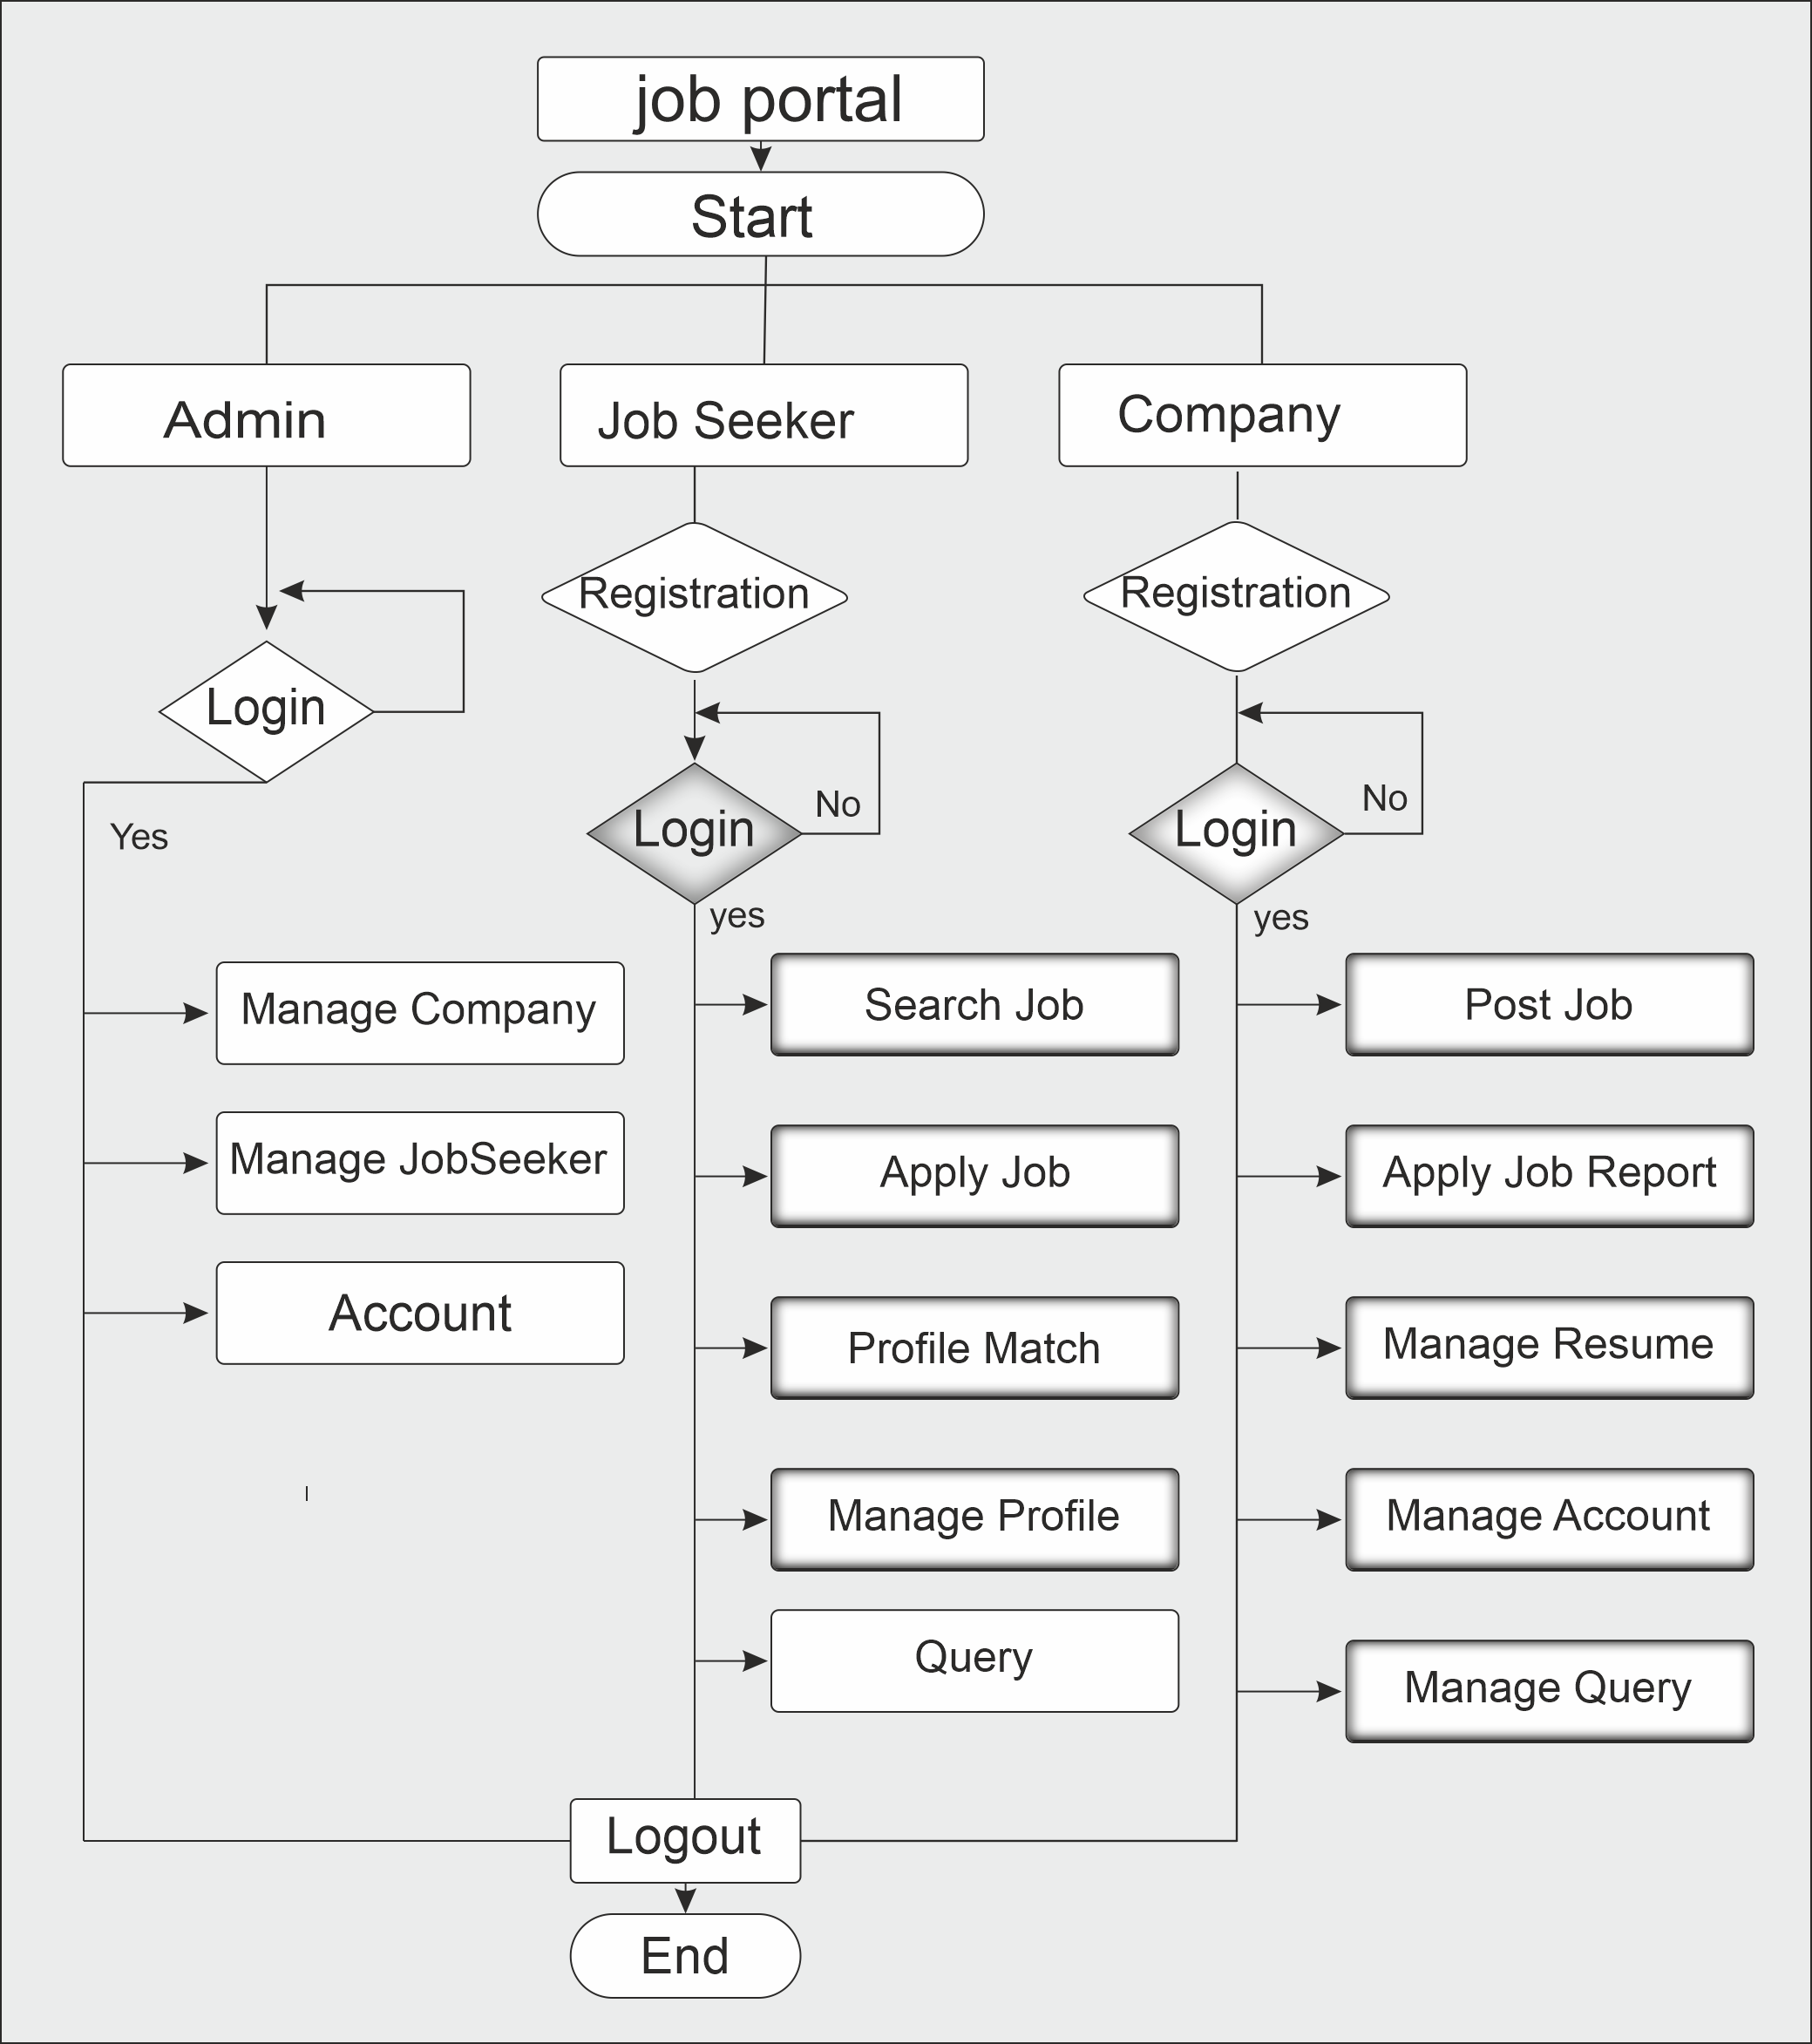 job portal
Start
Admin
Job Seeker
Company
Registration
Registration
Login
Login
No
Login
No
Yes
yes
yes
Manage Company
Search Job
Post Job
Manage JobSeeker
Apply Job
Apply Job Report
Account
Profile Match
Manage Resume
Manage Profile
Manage Account
Query
Manage Query
Logout
End